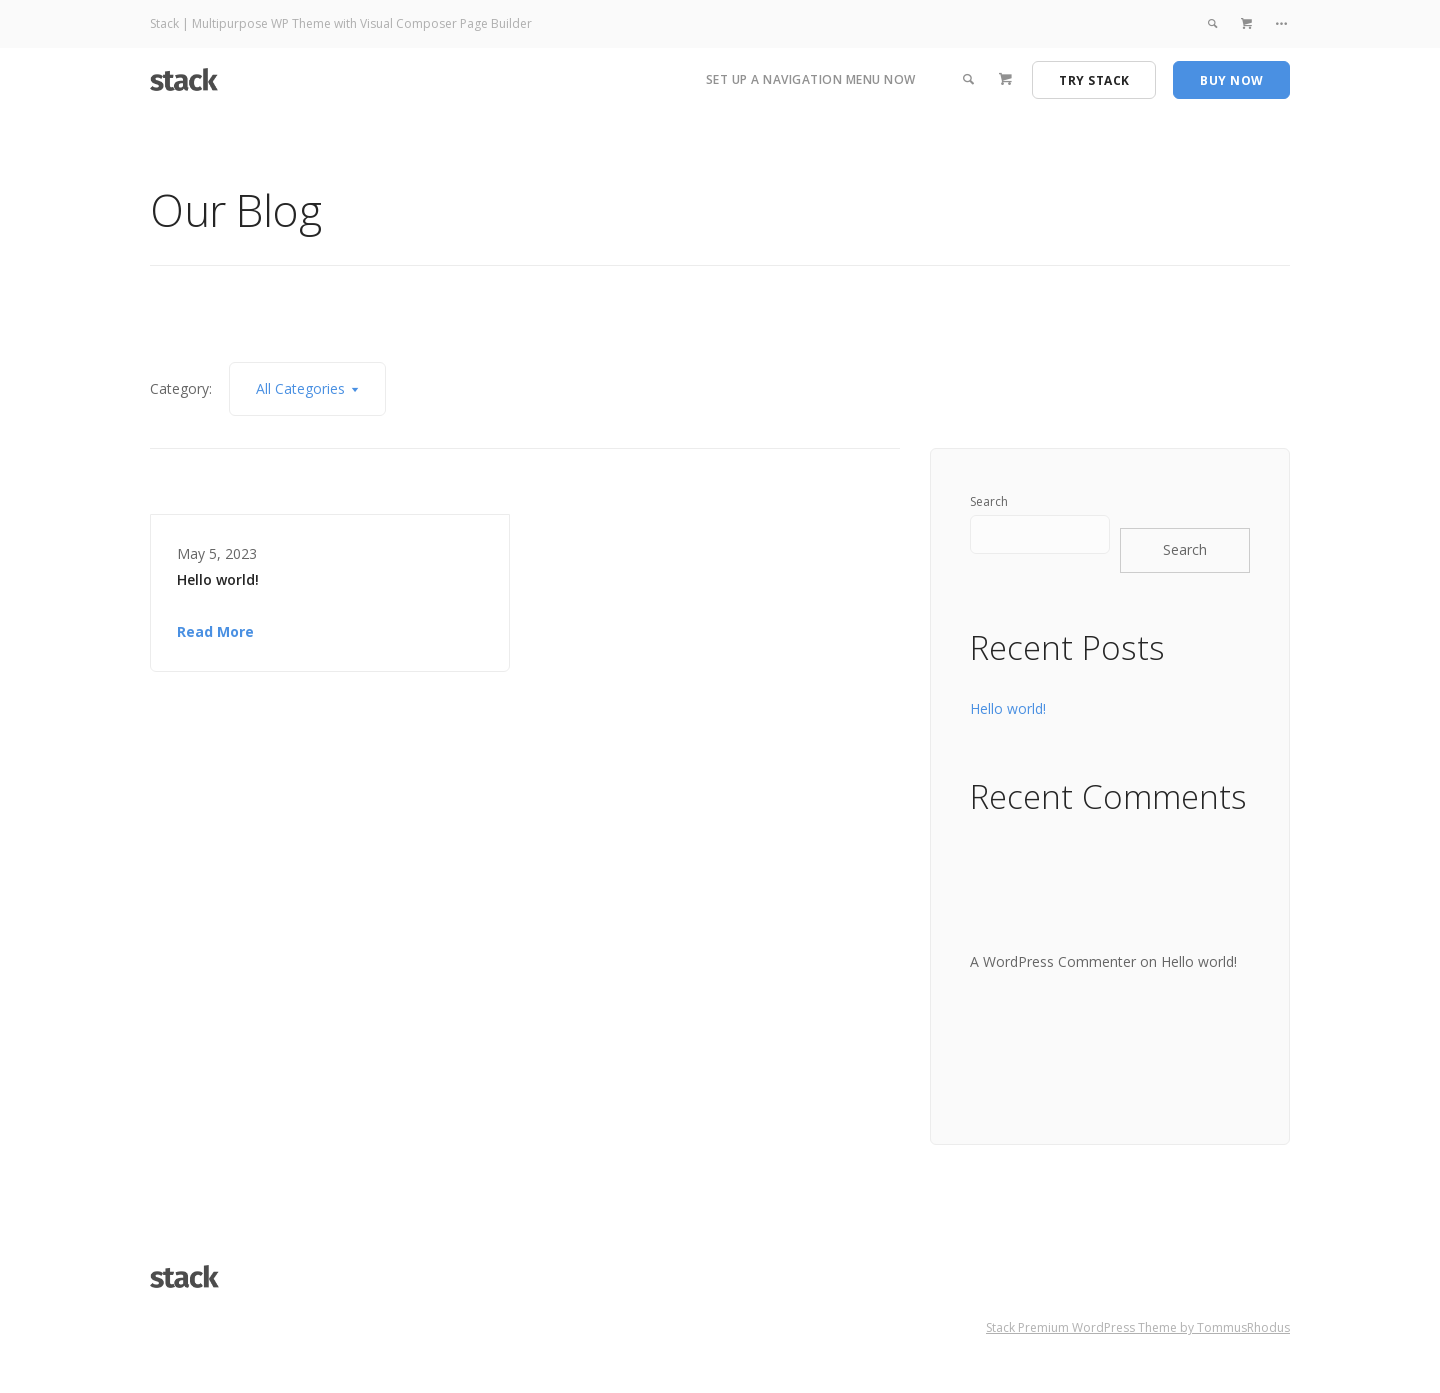 Stack | Multipurpose WP Theme with Visual Composer Page Builder
stack
SET UP A NAVIGATION MENU NOW
TRY STACK
BUY NOW
Our Blog
Category:
All Categories
May 5, 2023
Hello world!
Read More
Search
Search
Recent Posts
Hello world!
Recent Comments
A WordPress Commenter on Hello world!
stack
Stack Premium WordPress Theme by TommusRhodus